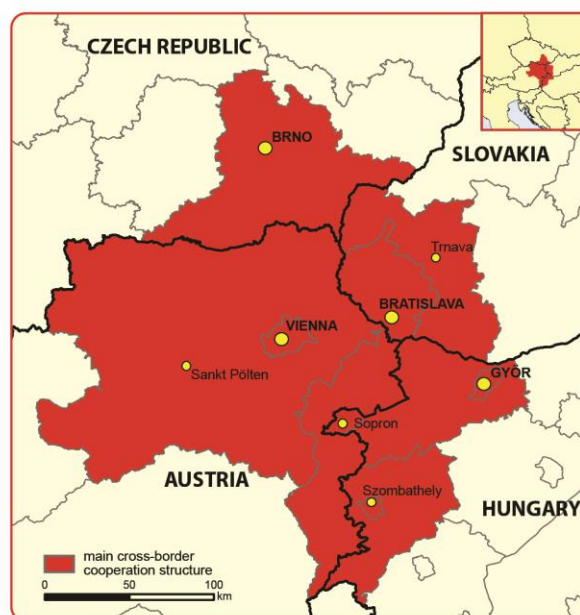 CZECH REPUBLIC
BRNO
SLOVAKIA
Trnava
BRATISLAVA
VIENNA
Sankt Pölten
GYŐR
Sopron
AUSTRIA
Szombathely
HUNGARY
main cross-border
cooperation structure
0 50 100
km